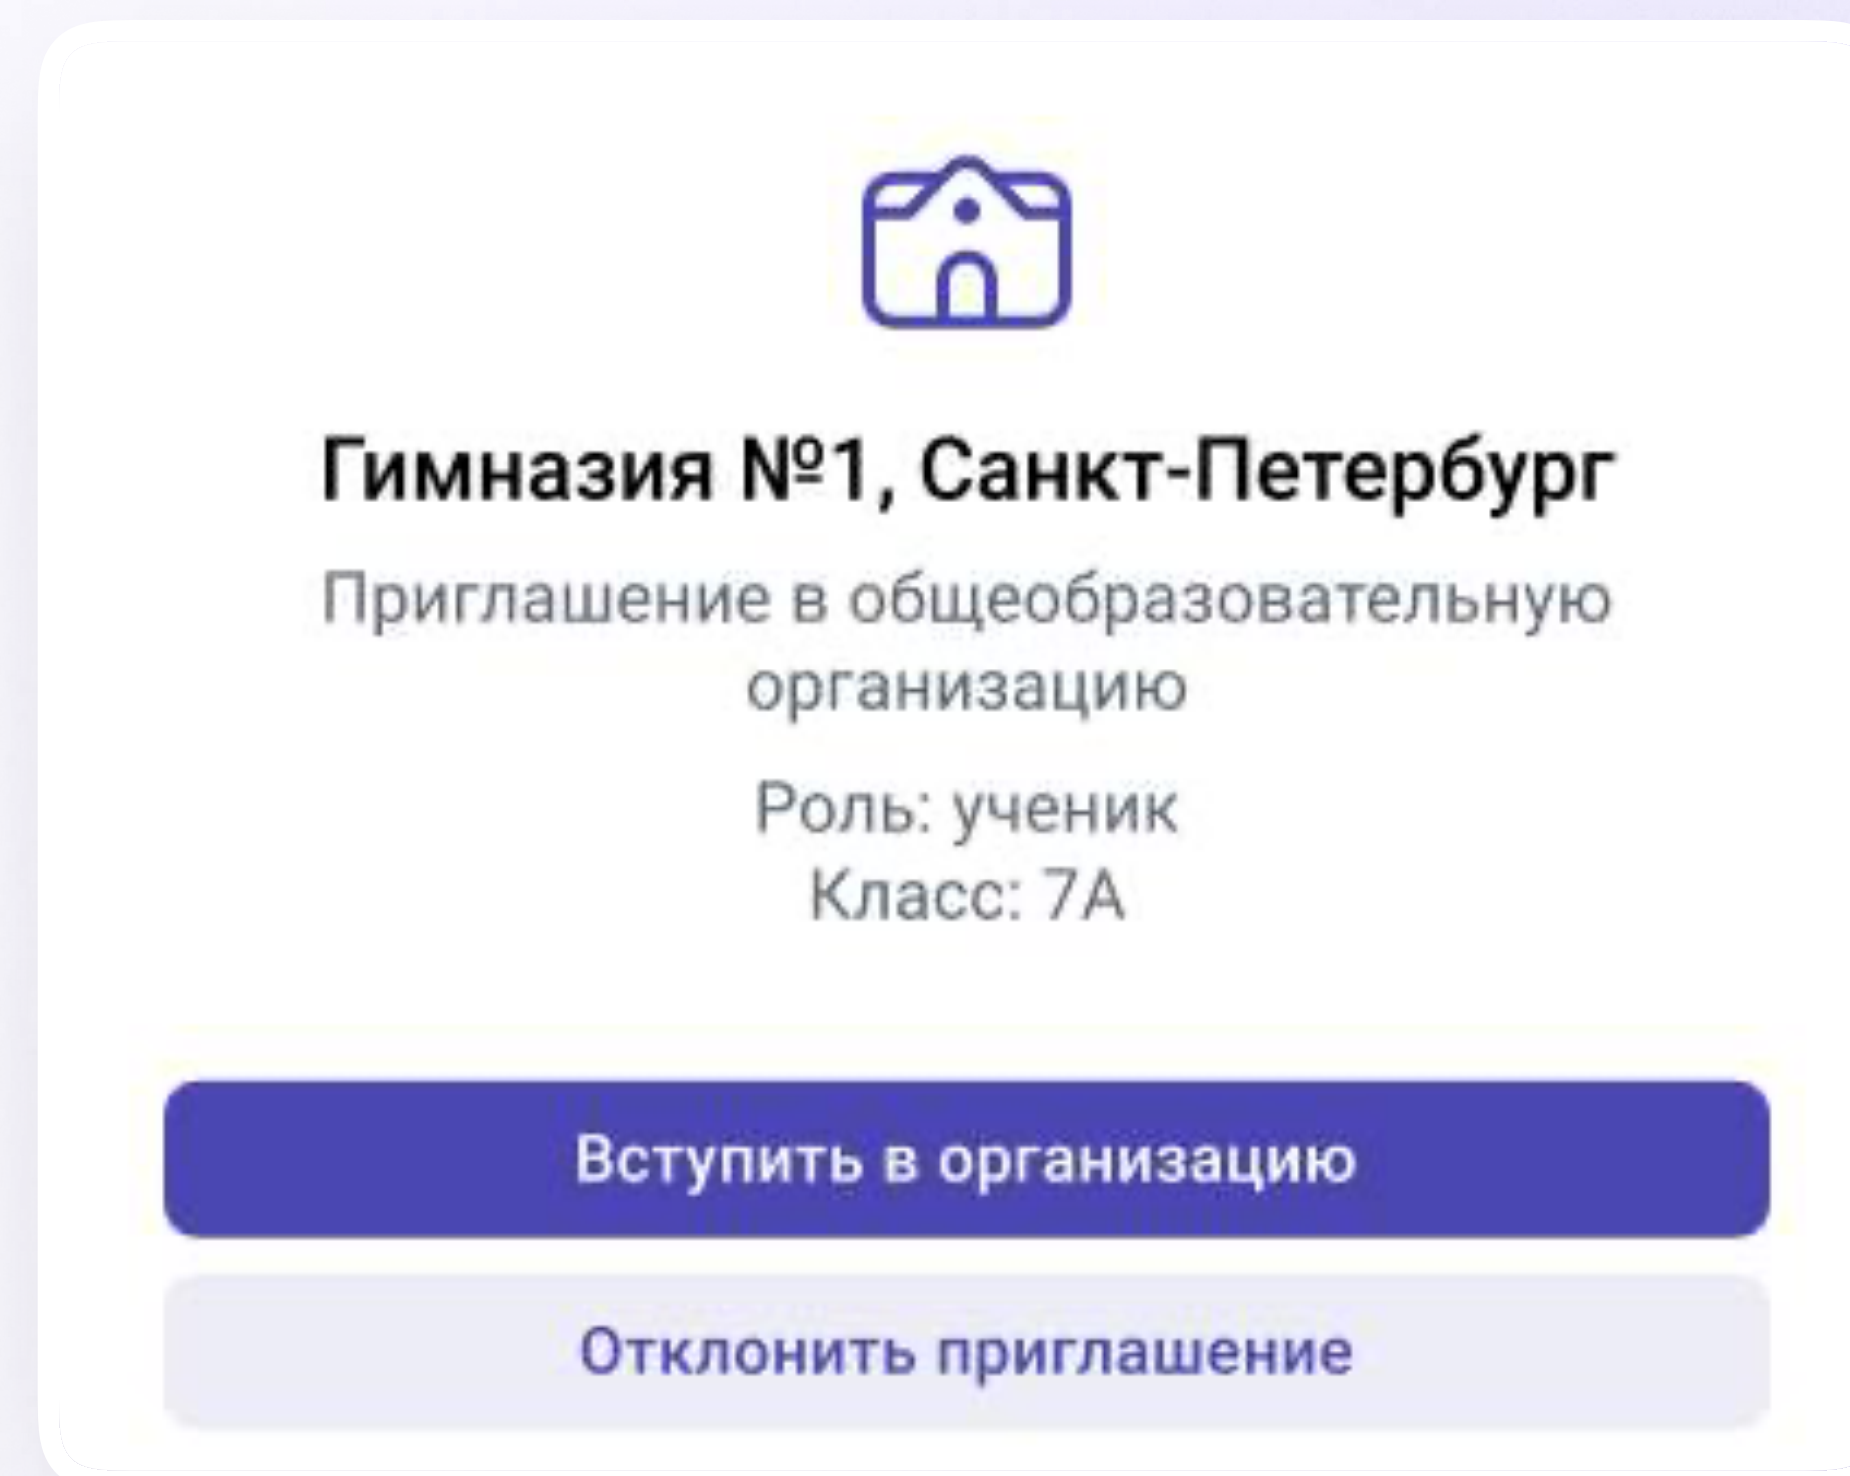 Гимназия №1, Санкт-Петербург
Приглашение в общеобразовательную
организацию
Роль: ученик
Класс: 7А
Вступить в организацию
Отклонить приглашение